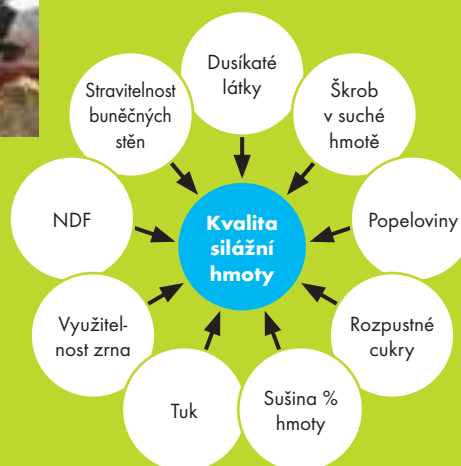 Dusíkaté
látky
Stravitelnost
buněčných
stěn
Škrob
v suché
hmotě
NDF
Kvalita
silážní
hmoty
Popeloviny
Využitel-
nost zrna
Rozpustné
cukry
Tuk
Sušina %
hmoty